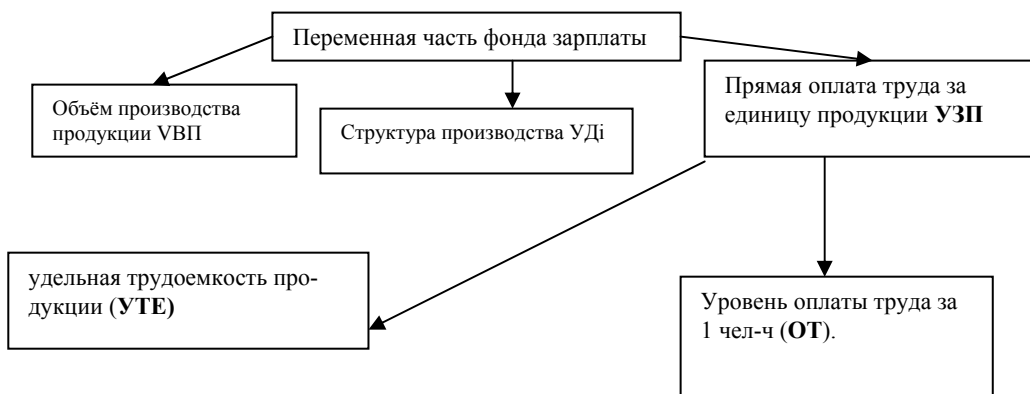 Переменная часть фонда зарплаты
Объём производства
продукции VВП
Структура производства УДi
Прямая оплата труда за
единицу продукции УЗП
удельная трудоемкость про-
дукции (УТЕ)
Уровень оплаты труда за
1 чел-ч (ОТ).